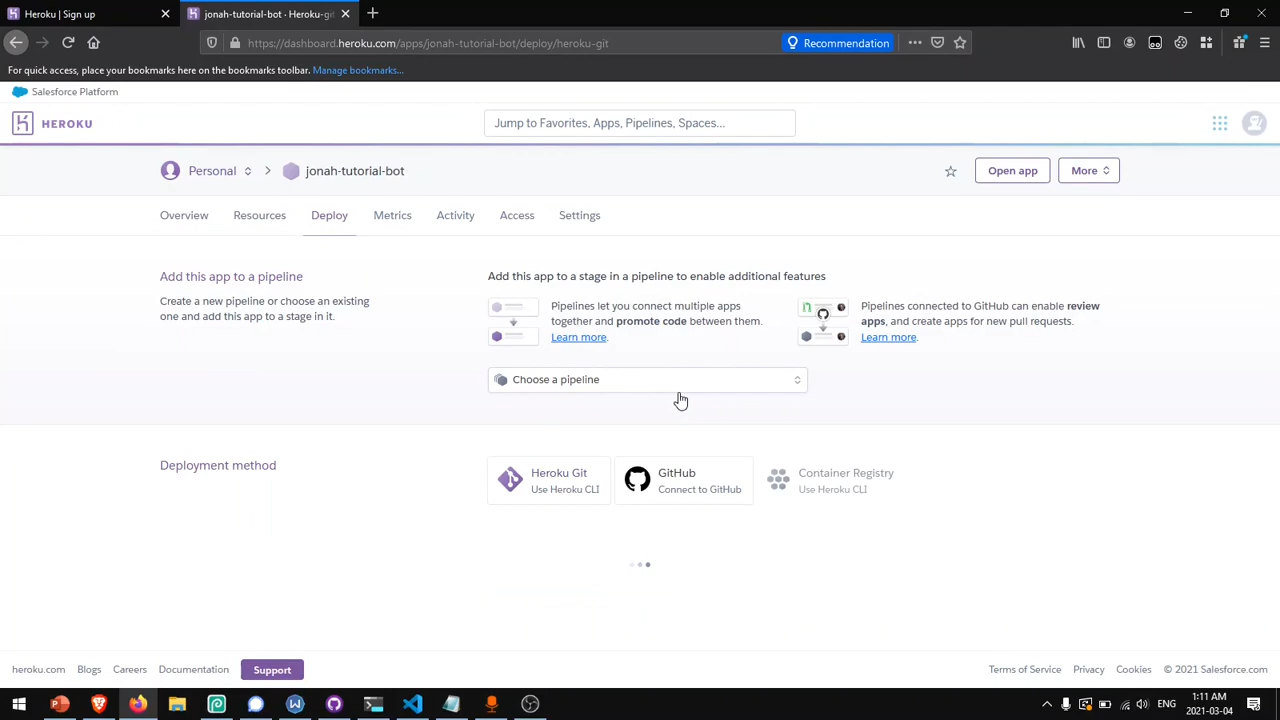 Heroku | Sign up
jonah-tutorial-bot · Heroku-git
https://dashboard.heroku.com/apps/jonah-tutorial-bot/deploy/heroku-git
Recommendation
For quick access, place your bookmarks here on the bookmarks toolbar. Manage bookmarks...
Salesforce Platform
HEROKU
Jump to Favorites, Apps, Pipelines, Spaces...
Personal
jonah-tutorial-bot
Open app
More
Overview
Resources
Deploy
Metrics
Activity
Access
Settings
Add this app to a pipeline
Create a new pipeline or choose an existing
one and add this app to a stage in it.
Add this app to a stage in a pipeline to enable additional features
Pipelines let you connect multiple apps
together and promote code between them.
Learn more.
Pipelines connected to GitHub can enable review
apps, and create apps for new pull requests.
Learn more.
Choose a pipeline
Deployment method
Heroku Git
Use Heroku CLI
GitHub
Connect to GitHub
Container Registry
Use Heroku CLI
heroku.com
Blogs
Careers
Documentation
Support
Terms of Service
Privacy
Cookies
© 2021 Salesforce.com
ENG
1:11 AM
2021-03-04